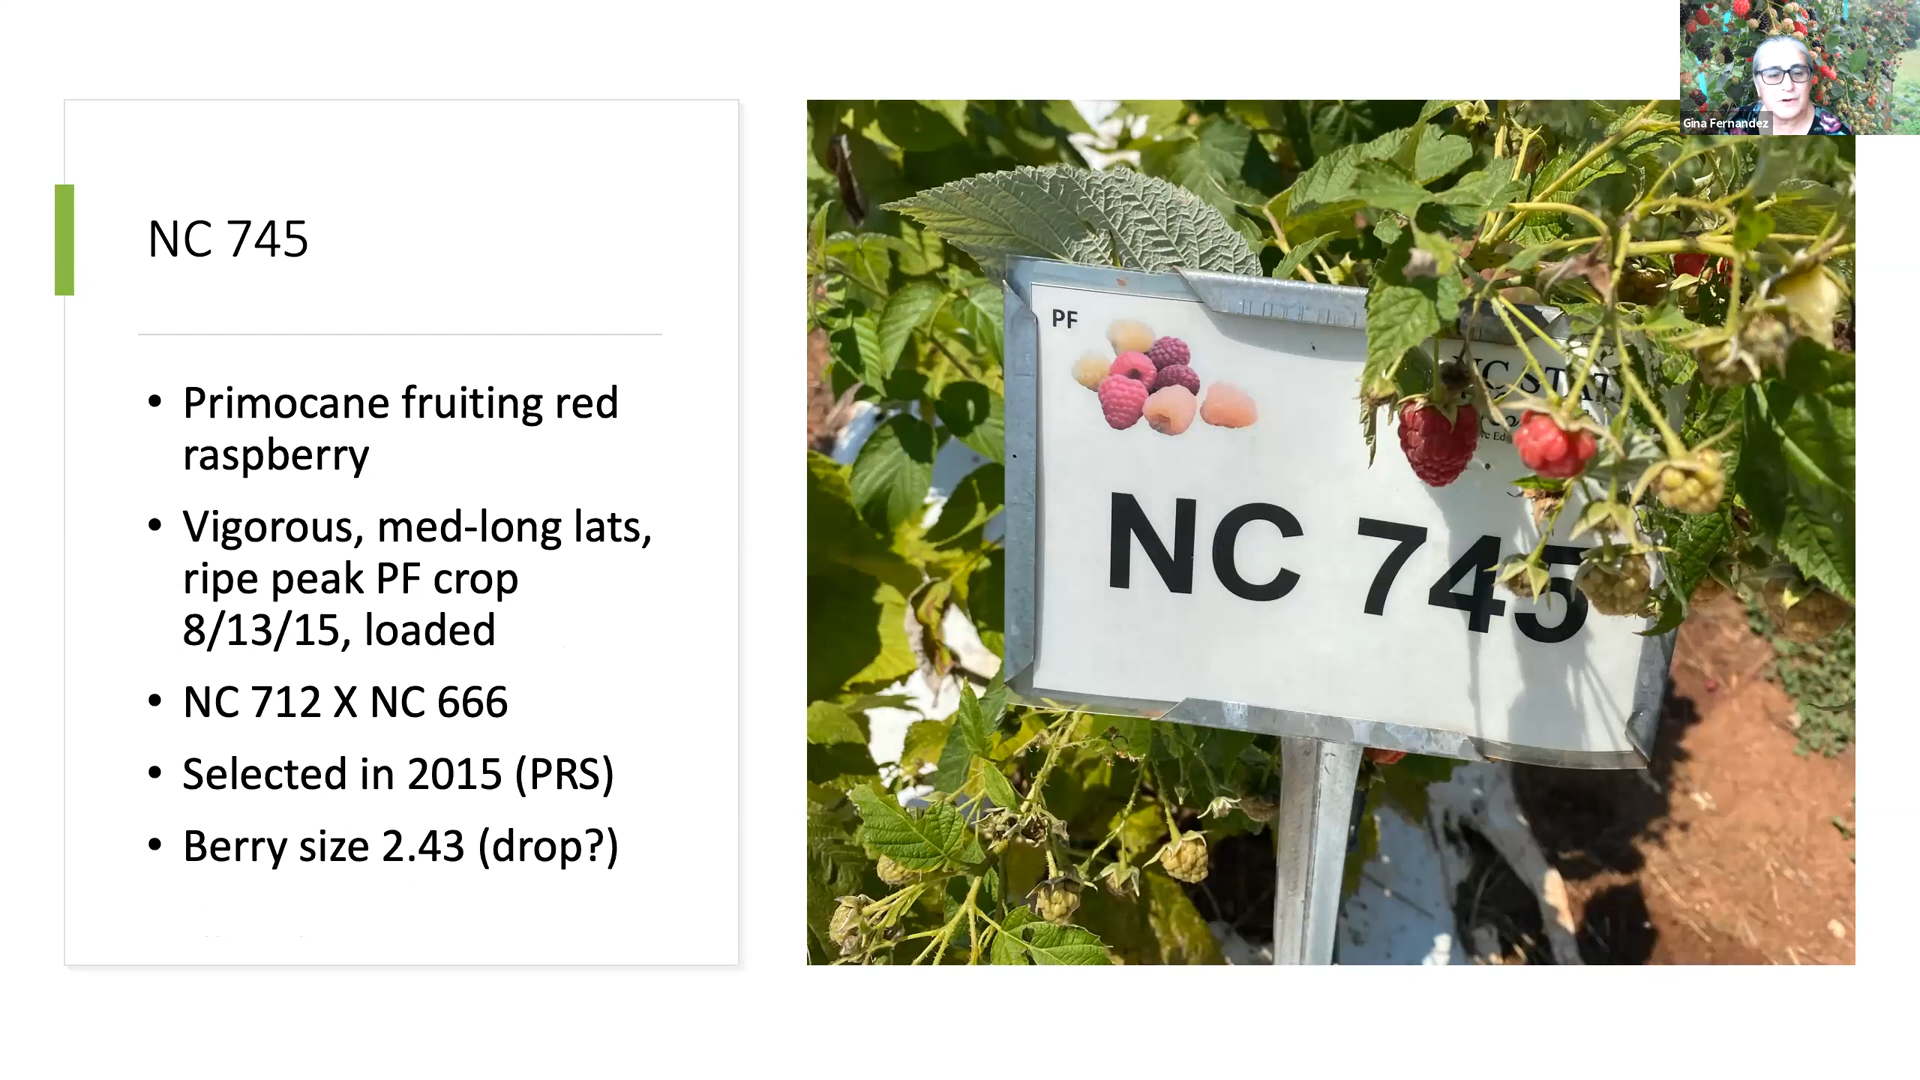 Gina Fernandez
NC 745
• Primocane fruiting red
raspberry
• Vigorous, med-long lats,
ripe peak PF crop
8/13/15, loaded
• NC 712 X NC 666
• Selected in 2015 (PRS)
• Berry size 2.43 (drop?)
PF
NC STAT
NC 745